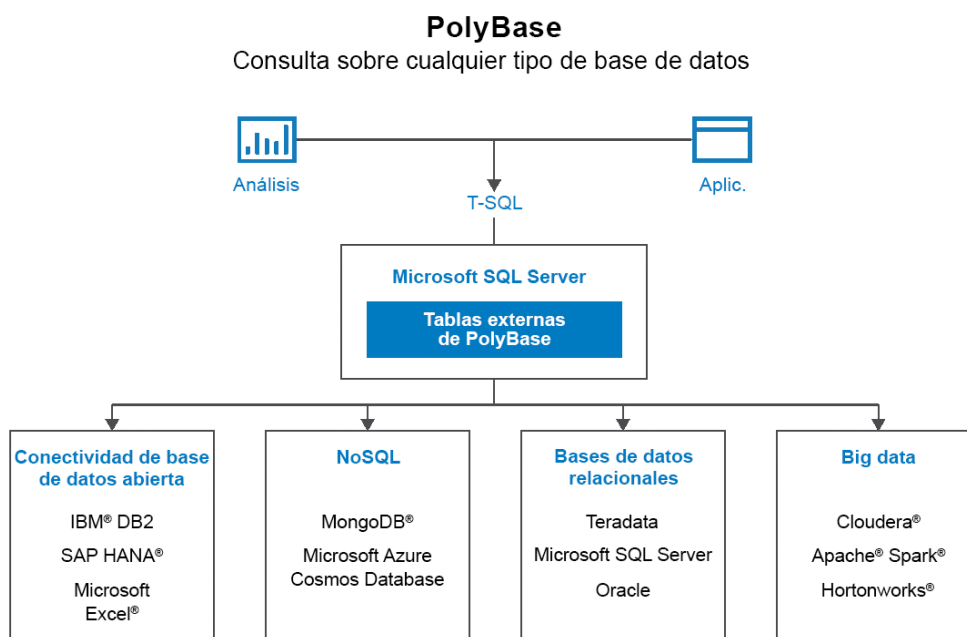 PolyBase
Consulta sobre cualquier tipo de base de datos
Análisis
Aplic.
T-SQL
Microsoft SQL Server
Tablas externas
de PolyBase
Conectividad de base
de datos abierta
IBM® DB2
SAP HANA®
Microsoft
Excel®
NoSQL
MongoDB®
Microsoft Azure
Cosmos Database
Bases de datos
relacionales
Teradata
Microsoft SQL Server
Oracle
Big data
Cloudera®
Apache® Spark®
Hortonworks®